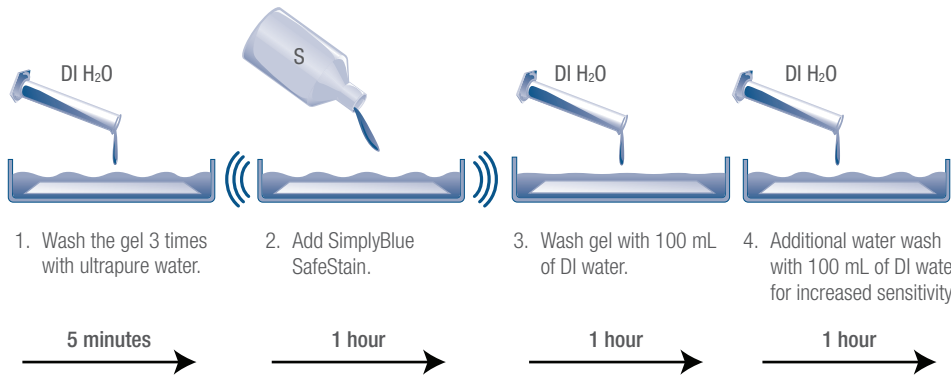 DI H₂O
S
DI H₂O
DI H₂O
1. Wash the gel 3 times
with ultrapure water.
2. Add SimplyBlue
SafeStain.
3. Wash gel with 100 mL
of DI water.
4. Additional water wash
with 100 mL of DI wate
for increased sensitivity
5 minutes
1 hour
1 hour
1 hour